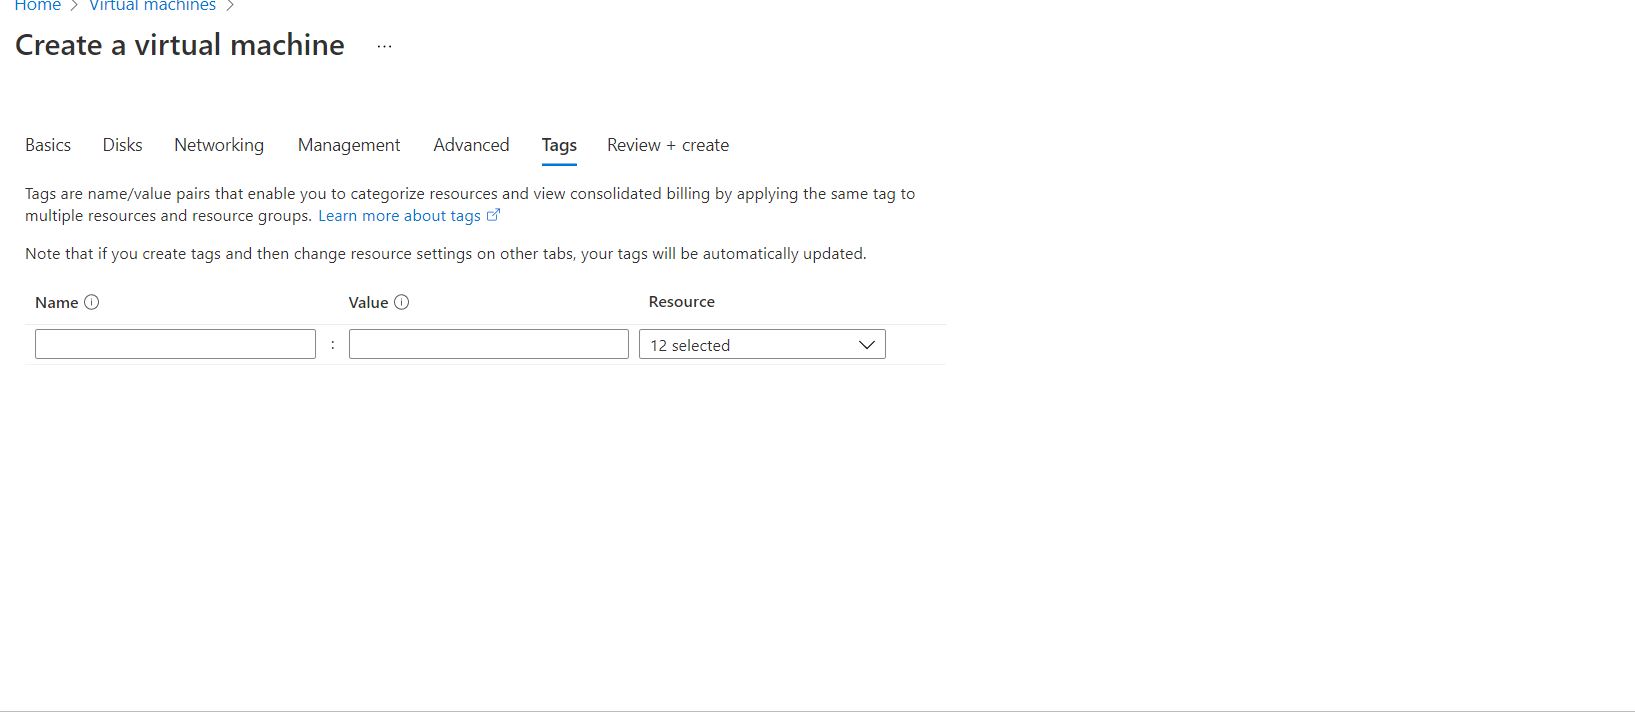 Home > Virtual machines >
Create a virtual machine ...
Basics Disks Networking Management Advanced Tags Review + create
Tags are name/value pairs that enable you to categorize resources and view consolidated billing by applying the same tag to
multiple resources and resource groups. Learn more about tags
Note that if you create tags and then change resource settings on other tabs, your tags will be automatically updated.
Name Value Resource
: 12 selected